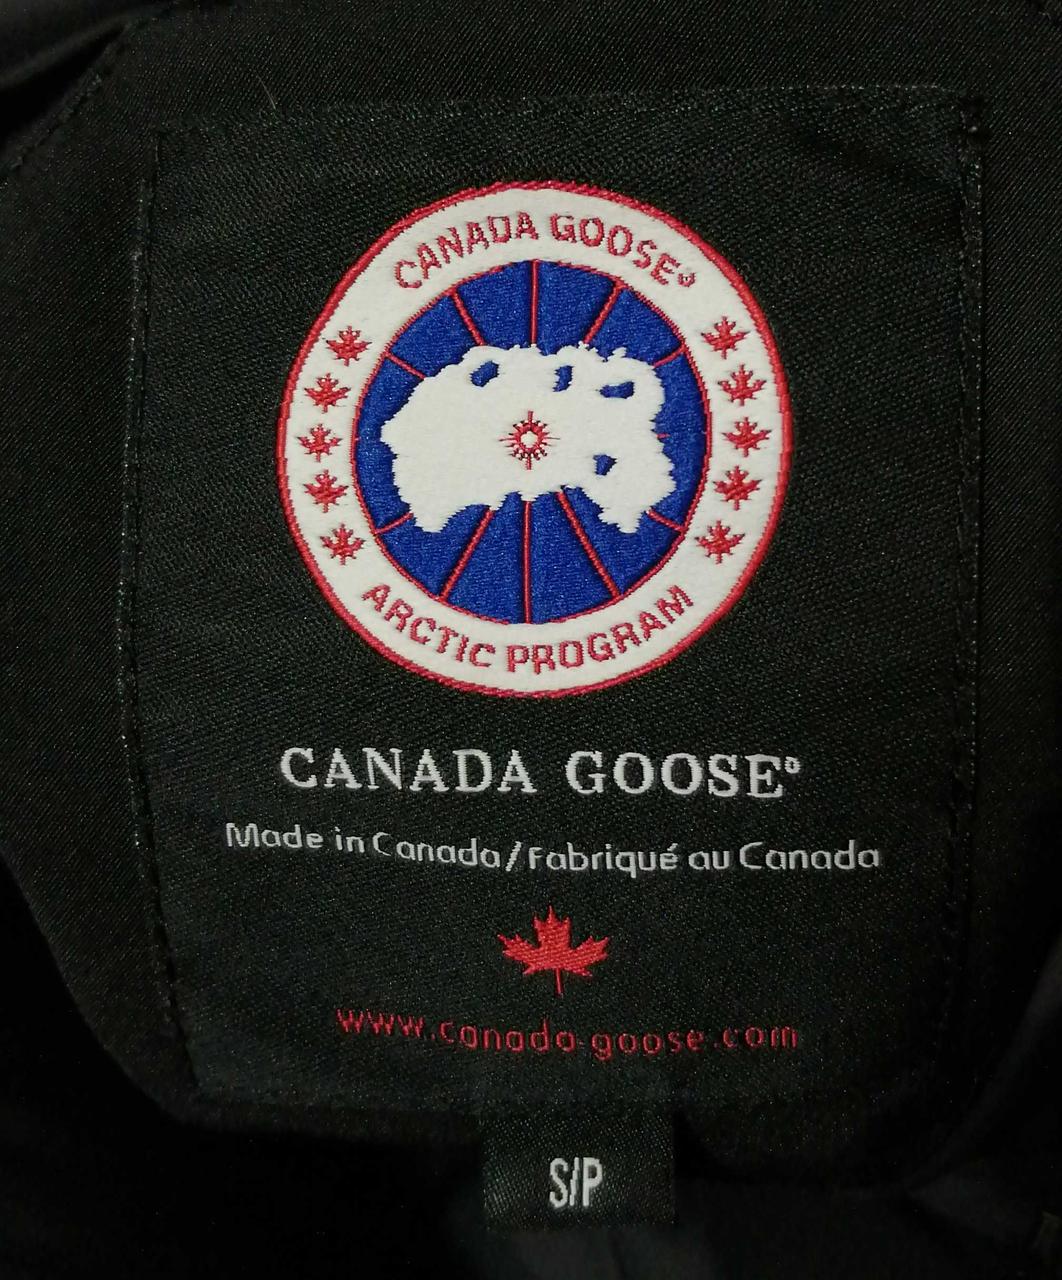 CANADA GOOSE®
ARCTIC PROGRAM
CANADA GOOSE®
Made in Canada/Fabriqué au Canada
www.canada-goose.com
S/P